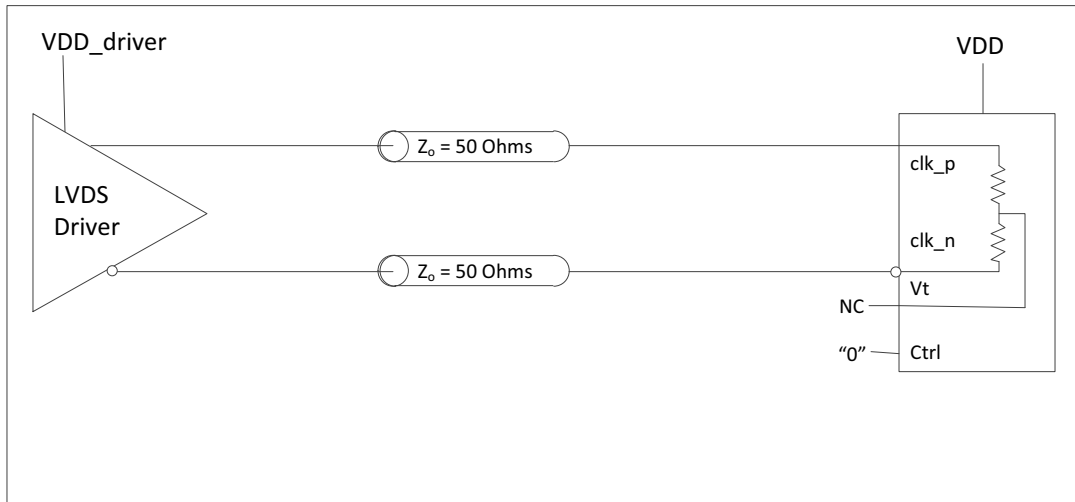 VDD_driver
VDD
LVDS
Driver
Zo = 50 Ohms
clk_p
clk_n
Zo = 50 Ohms
Vt
NC
“0”
Ctrl